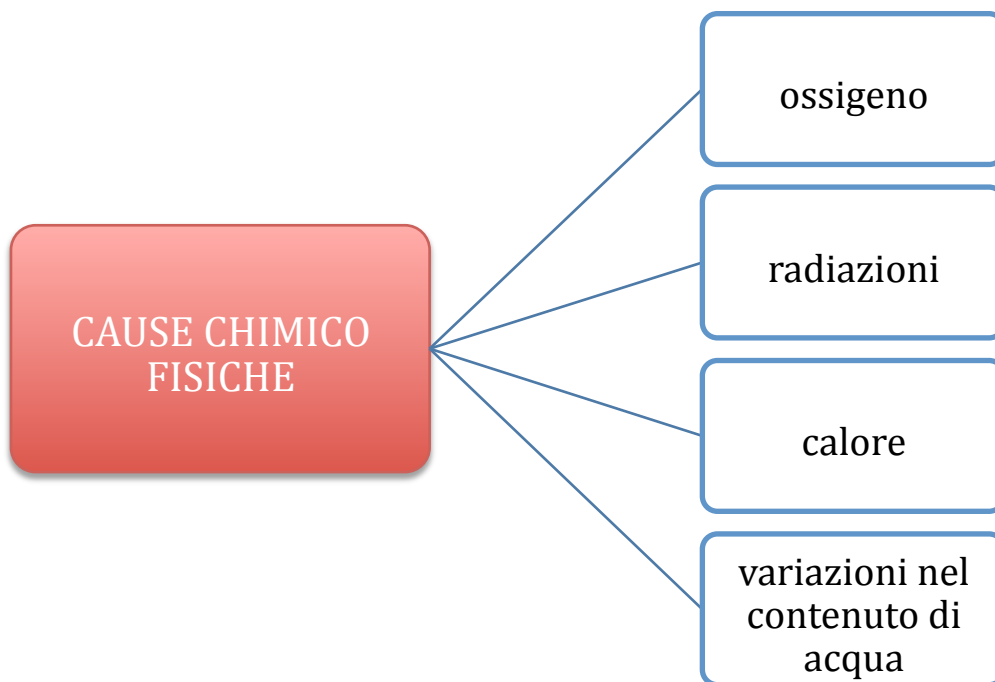 CAUSE CHIMICO
FISICHE
ossigeno
radiazioni
calore
variazioni nel
contenuto di
acqua